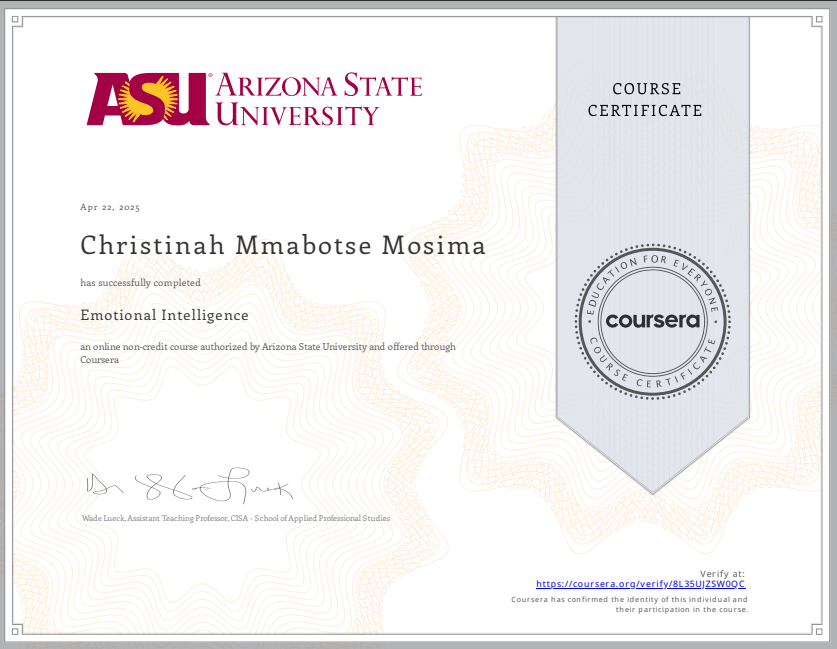 ASU ® ARIZONA STATE
UNIVERSITY
COURSE
CERTIFICATE
Apr 22, 2025
Christinah Mmabotse Mosima
has successfully completed
Emotional Intelligence
an online non-credit course authorized by Arizona State University and offered through
Coursera
EDUCATION FOR EVERYONE
coursera
COURSE CERTIFICATE
Wade Lueck, Assistant Teaching Professor, CISA - School of Applied Professional Studies
Verify at:
https://coursera.org/verify/8L35UJZSW0QC
Coursera has confirmed the identity of this individual and
their participation in the course.